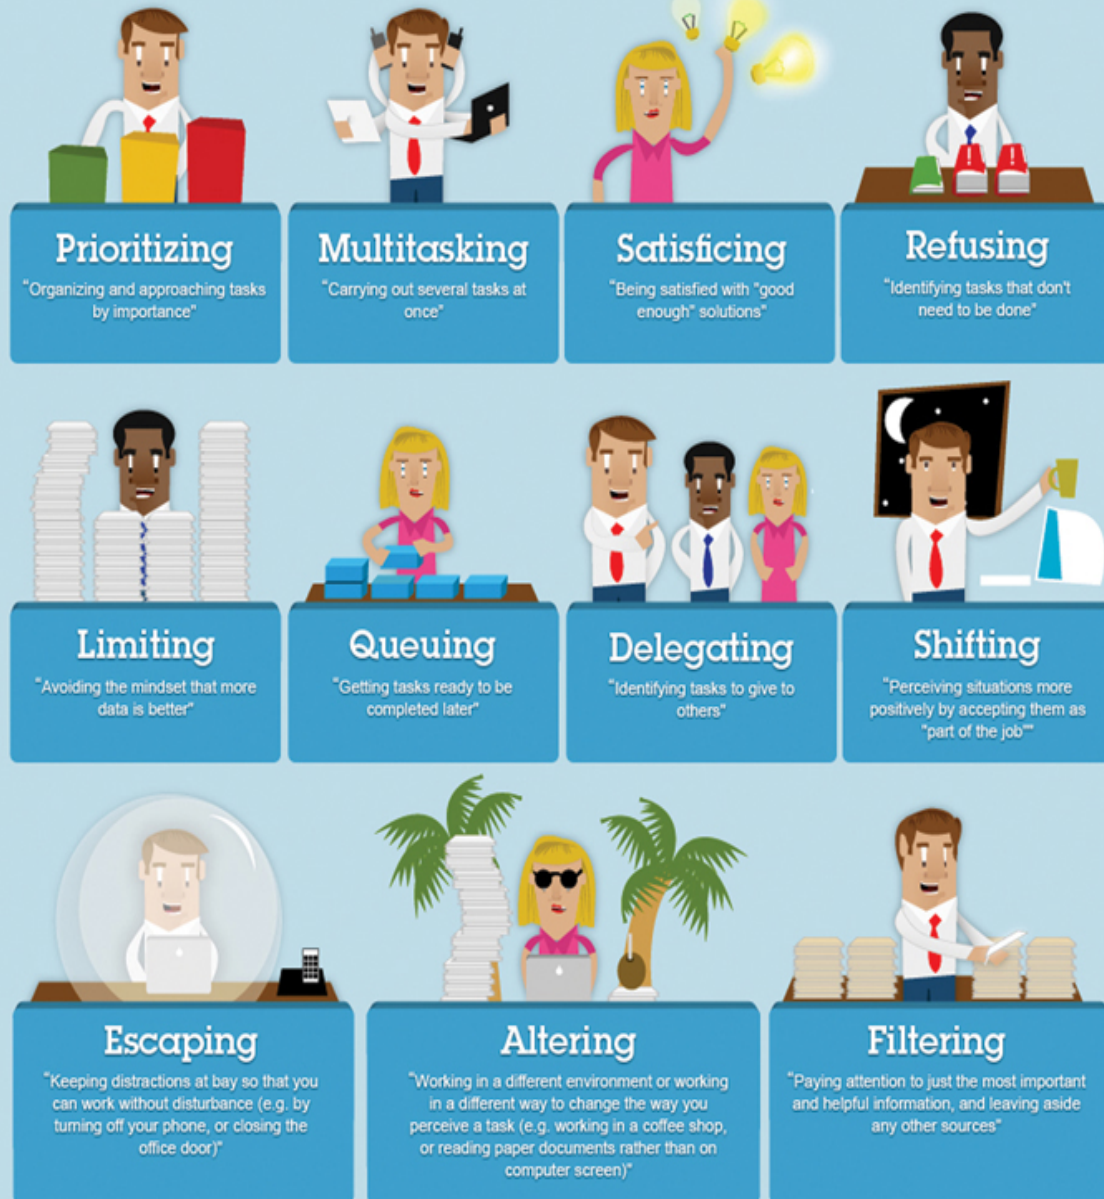 Prioritizing
"Organizing and approaching tasks
by importance"
Multitasking
"Carrying out several tasks at
once"
Satisficing
"Being satisfied with "good
enough" solutions"
Refusing
"Identifying tasks that don't
need to be done"
Limiting
"Avoiding the mindset that more
data is better"
Queuing
"Getting tasks ready to be
completed later"
Delegating
"Identifying tasks to give to
others"
Shifting
"Perceiving situations more
positively by accepting them as
"part of the job""
Escaping
"Keeping distractions at bay so that you
can work without disturbance (e.g. by
turning off your phone, or closing the
office door)"
Altering
"Working in a different environment or working
in a different way to change the way you
perceive a task (e.g. working in a coffee shop,
or reading paper documents rather than on
computer screen)"
Filtering
"Paying attention to just the most important
and helpful information, and leaving aside
any other sources"